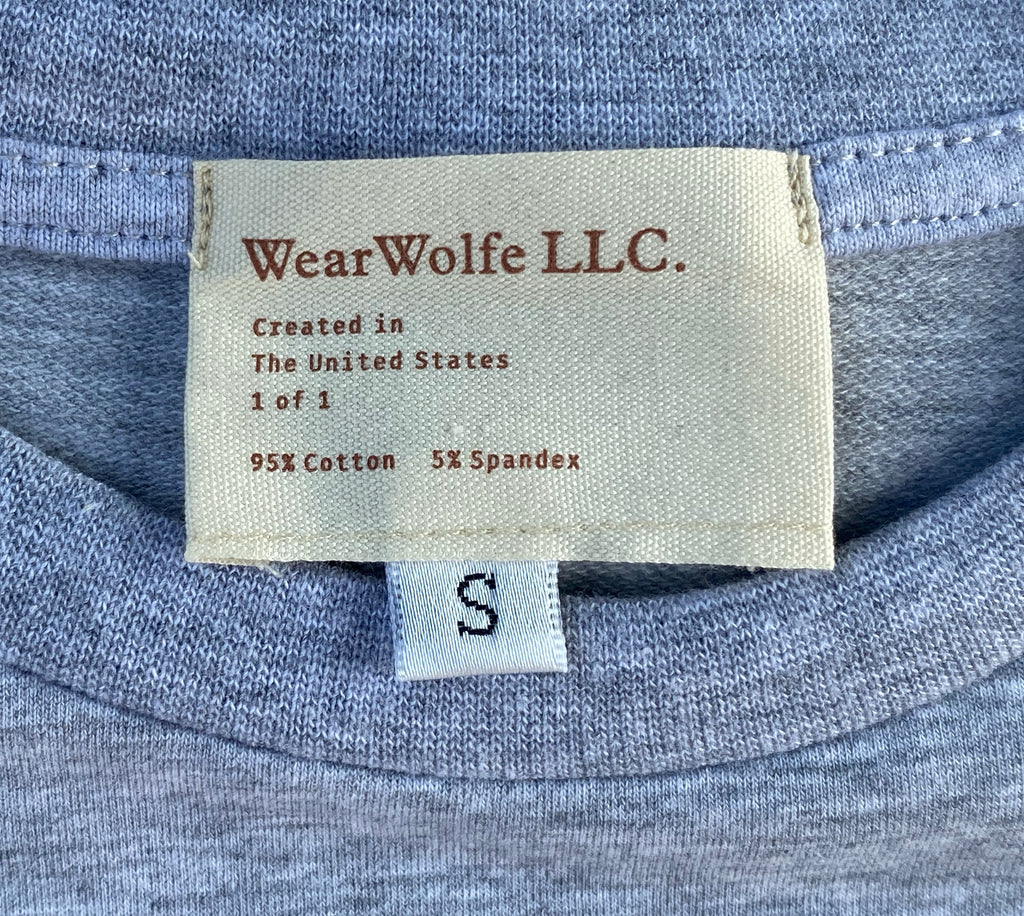 WearWolfe LLC.
Created in
The United States
1 of 1
95% Cotton 5% Spandex
S